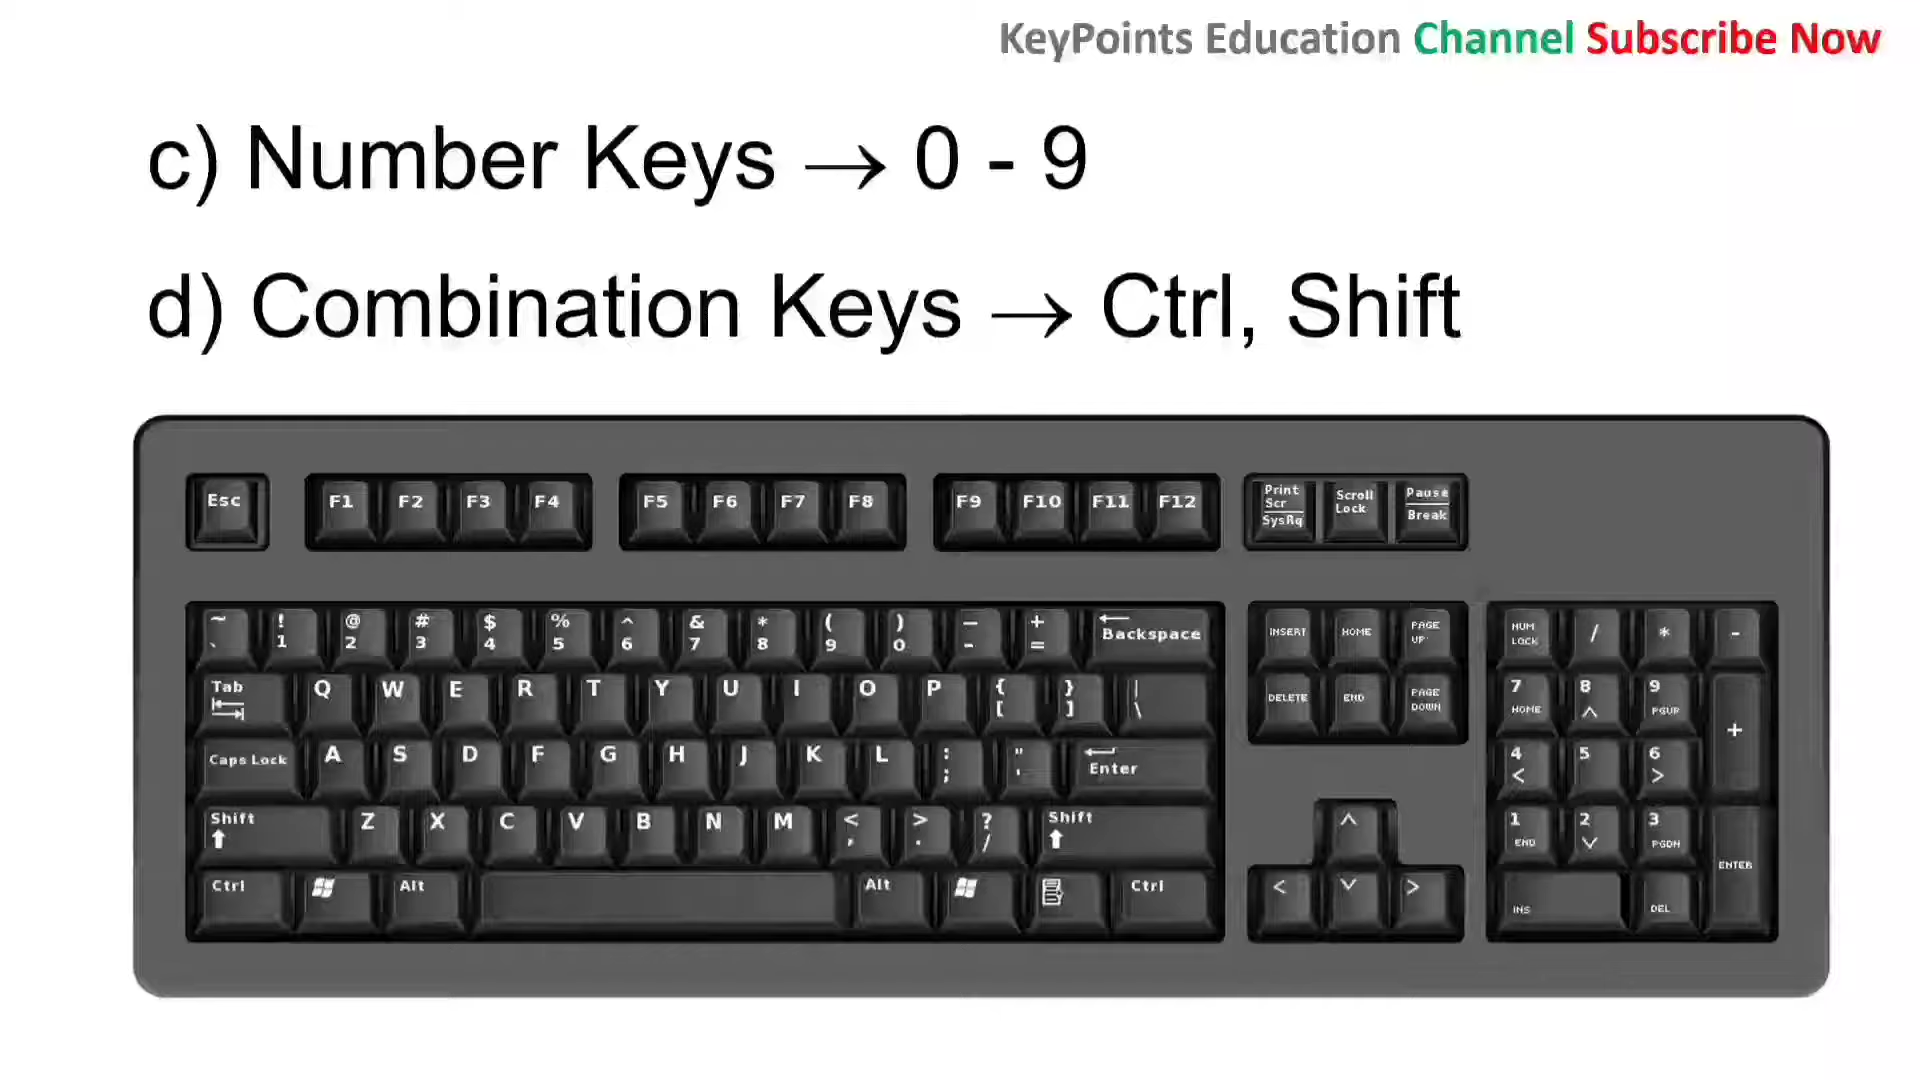 KeyPoints Education Channel Subscribe Now
c) Number Keys → 0 - 9
d) Combination Keys → Ctrl, Shift
Esc F1 F2 F3 F4 F5 F6 F7 F8 F9 F10 F11 F12 Print Scr SysRq Scroll Lock Pause Break
~ ! @ # $ % ^ & * ( ) _ +
` 1 2 3 4 5 6 7 8 9 0 - = Backspace INSERT HOME PAGE UP NUM LOCK / * -
Tab Q W E R T Y U I O P { [ } ] | \ DELETE END PAGE DOWN 7 HOME 8 ^ 9 PGUP +
Caps Lock A S D F G H J K L : ; " ' Enter 4 < 5 6 >
Shift Z X C V B N M < , > . ? / Shift ^ 1 END 2 v 3 PGDN ENTER
Ctrl Alt Alt Ctrl < v > INS DEL